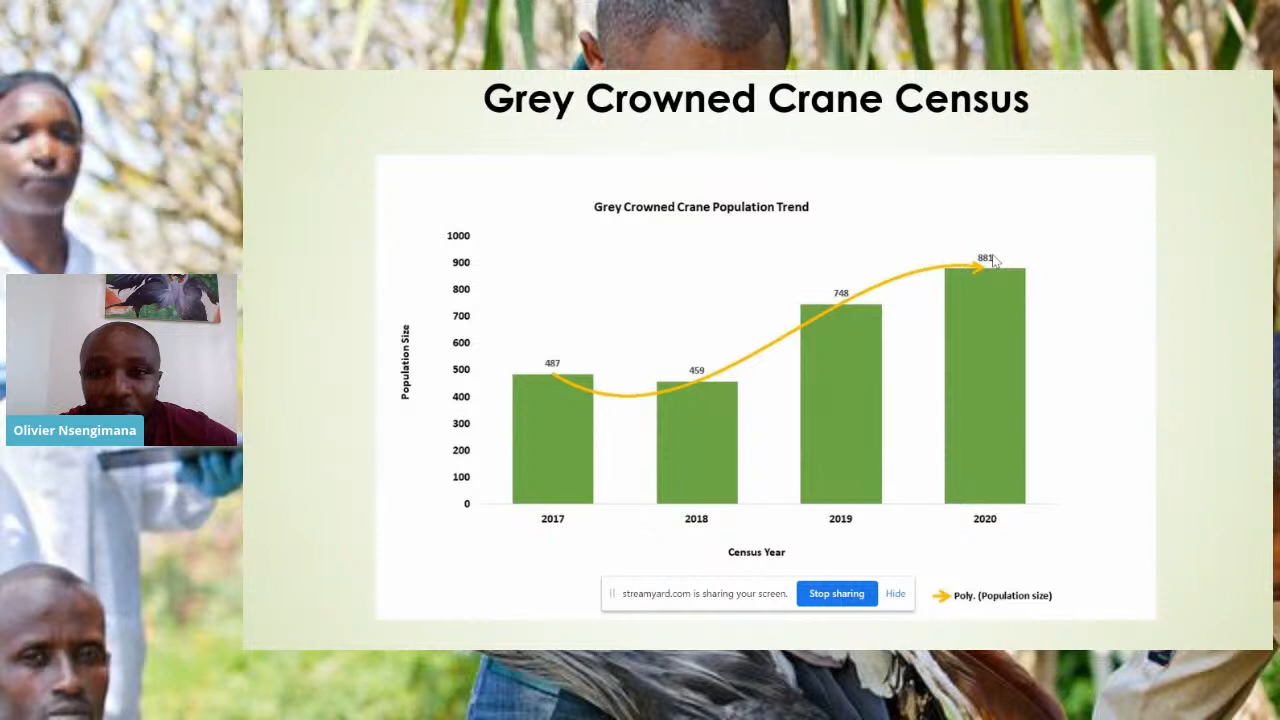 Grey Crowned Crane Census
Grey Crowned Crane Population Trend
1000
900
800
700
600
500
400
300
200
100
0
Population Size
487
459
748
881
2017
2018
2019
2020
Census Year
streamyard.com is sharing your screen.
Stop sharing
Hide
Poly. (Population size)
Olivier Nsengimana